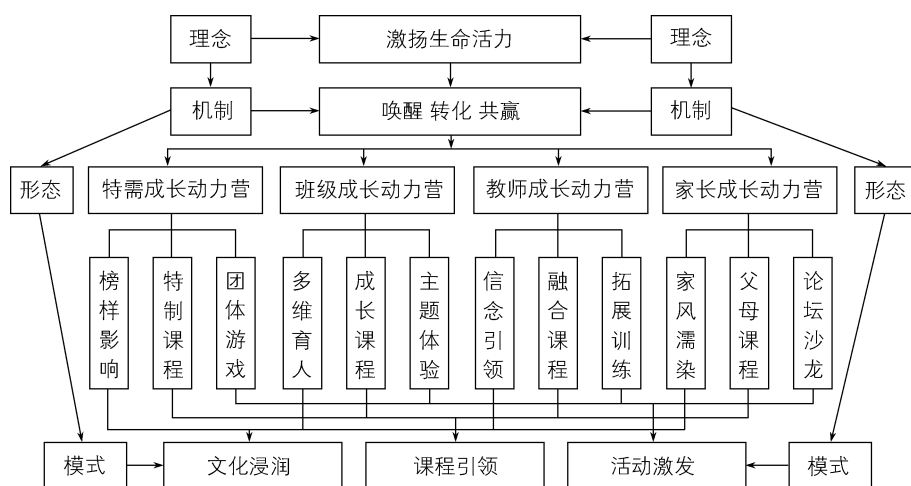 理念
激扬生命活力
理念
机制
唤醒 转化 共赢
机制
形态
特需成长动力营
班级成长动力营
教师成长动力营
家长成长动力营
形态
榜样影响
特制课程
团体游戏
多维育人
成长课程
主题体验
信念引领
融合课程
拓展训练
家风濡染
父母课程
论坛沙龙
模式
文化浸润
课程引领
活动激发
模式